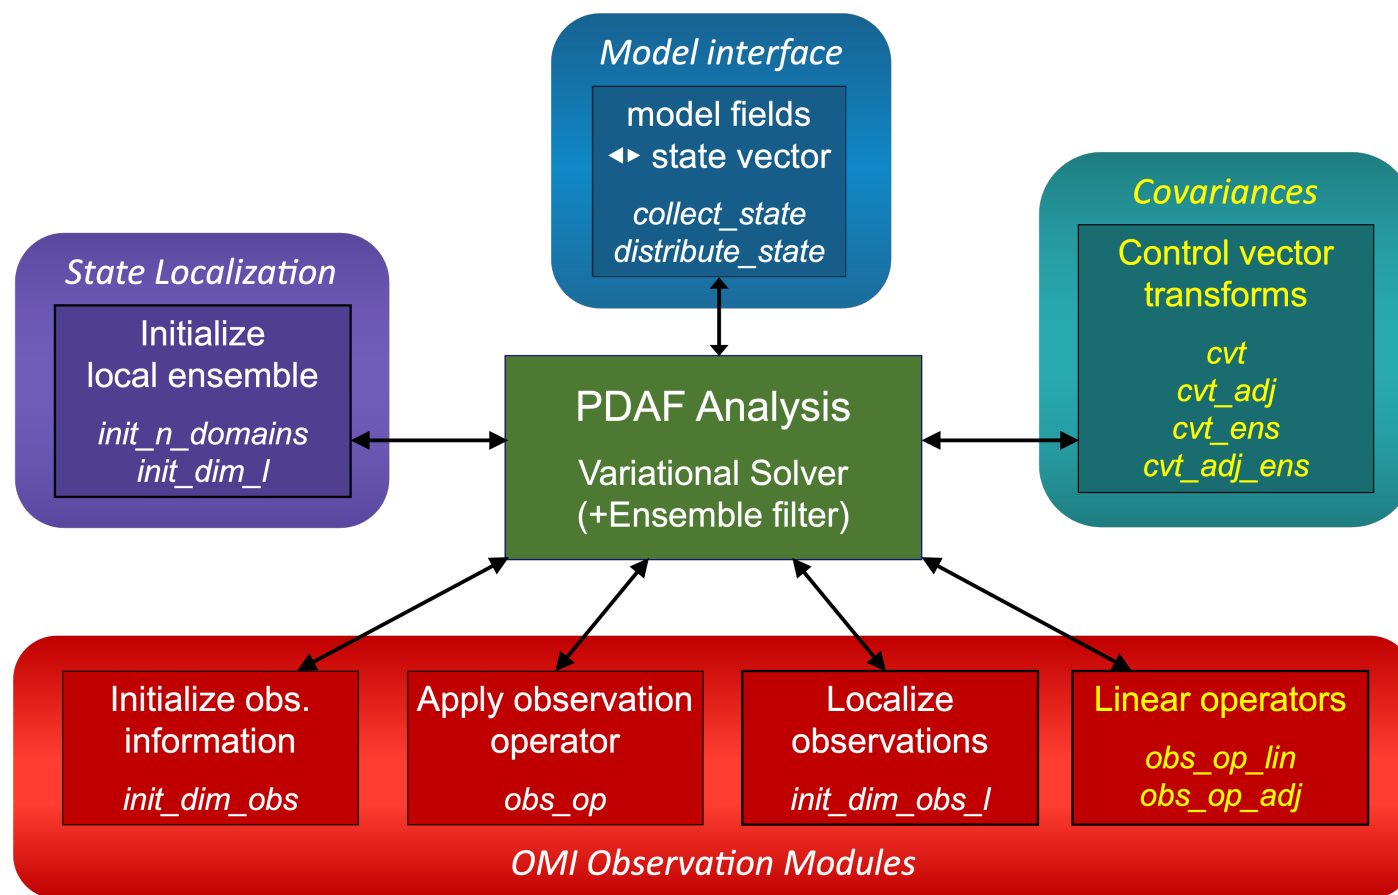 Model interface
model fields
◄► state vector
collect_state
distribute_state
Covariances
Control vector
transforms
cvt
cvt_adj
cvt_ens
cvt_adj_ens
State Localization
Initialize
local ensemble
init_n_domains
init_dim_l
PDAF Analysis
Variational Solver
(+Ensemble filter)
Initialize obs.
information
init_dim_obs
Apply observation
operator
obs_op
Localize
observations
init_dim_obs_l
Linear operators
obs_op_lin
obs_op_adj
OMI Observation Modules